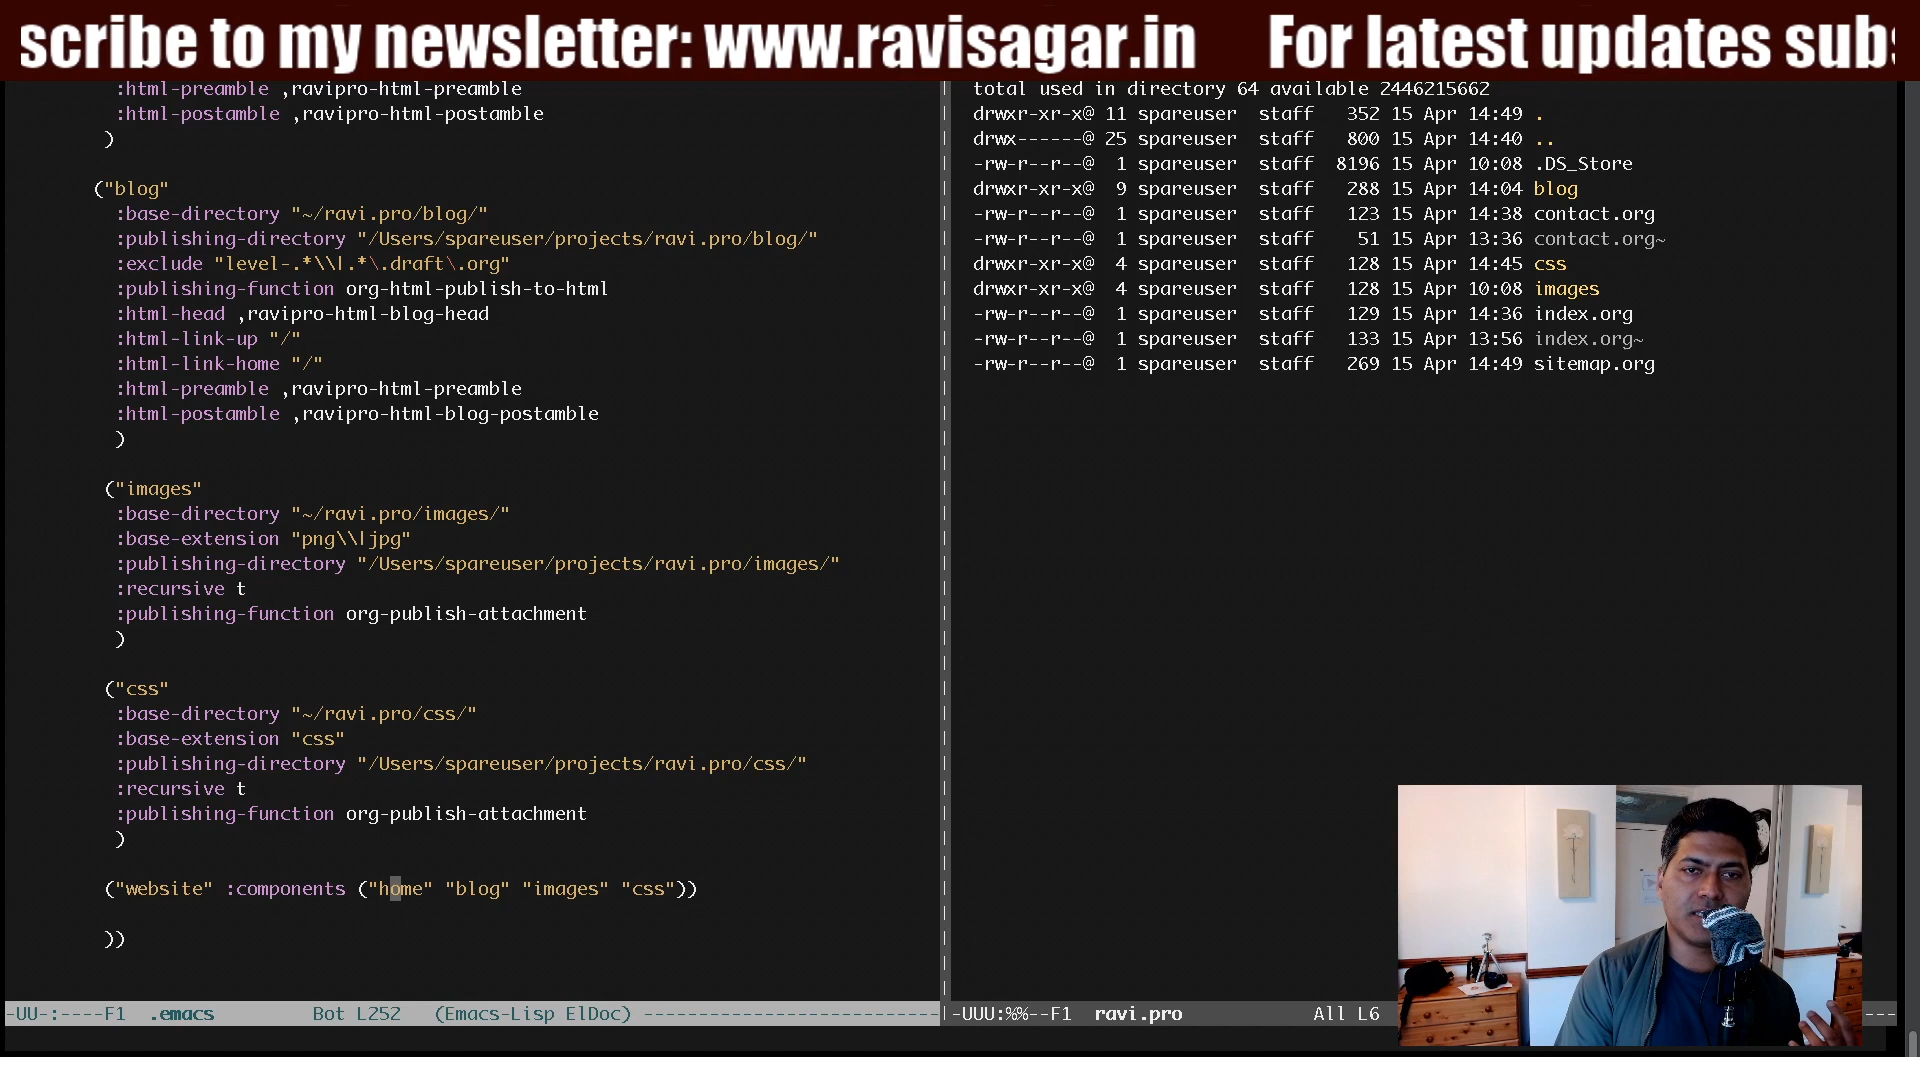 scribe to my newsletter: www.ravisagar.in For latest updates subs
:html-preamble ,ravipro-html-preamble
:html-postamble ,ravipro-html-postamble
)
("blog"
:base-directory "~/ravi.pro/blog/"
:publishing-directory "/Users/spareuser/projects/ravi.pro/blog/"
:exclude "level-.*\\|.*\.draft\.org"
:publishing-function org-html-publish-to-html
:html-head ,ravipro-html-blog-head
:html-link-up "/"
:html-link-home "/"
:html-preamble ,ravipro-html-preamble
:html-postamble ,ravipro-html-blog-postamble
)
("images"
:base-directory "~/ravi.pro/images/"
:base-extension "png\\|jpg"
:publishing-directory "/Users/spareuser/projects/ravi.pro/images/"
:recursive t
:publishing-function org-publish-attachment
)
("css"
:base-directory "~/ravi.pro/css/"
:base-extension "css"
:publishing-directory "/Users/spareuser/projects/ravi.pro/css/"
:recursive t
:publishing-function org-publish-attachment
)
("website" :components ("home" "blog" "images" "css"))
))
-UU-:----F1 .emacs Bot L252 (Emacs-Lisp ElDoc) ---------------------------
total used in directory 64 available 2446215662
drwxr-xr-x@ 11 spareuser staff 352 15 Apr 14:49 .
drwx------@ 25 spareuser staff 800 15 Apr 14:40 ..
-rw-r--r--@ 1 spareuser staff 8196 15 Apr 10:08 .DS_Store
drwxr-xr-x@ 9 spareuser staff 288 15 Apr 14:04 blog
-rw-r--r--@ 1 spareuser staff 123 15 Apr 14:38 contact.org
-rw-r--r--@ 1 spareuser staff 51 15 Apr 13:36 contact.org~
drwxr-xr-x@ 4 spareuser staff 128 15 Apr 14:45 css
drwxr-xr-x@ 4 spareuser staff 128 15 Apr 10:08 images
-rw-r--r--@ 1 spareuser staff 129 15 Apr 14:36 index.org
-rw-r--r--@ 1 spareuser staff 133 15 Apr 13:56 index.org~
-rw-r--r--@ 1 spareuser staff 269 15 Apr 14:49 sitemap.org
-UUU:%%--F1 ravi.pro All L6 ---